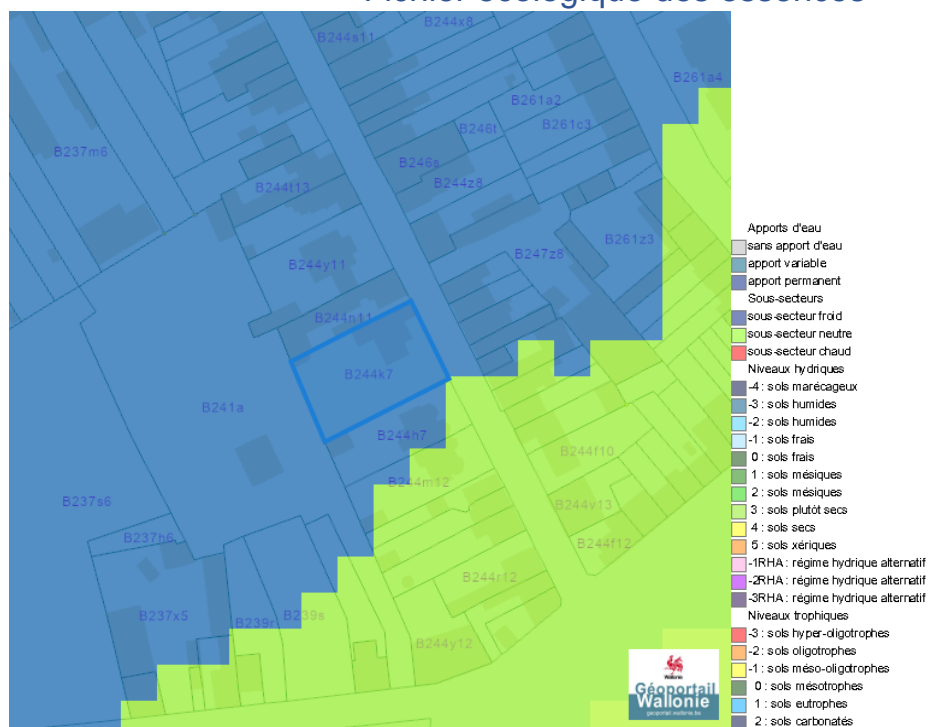 Fichier écologique des essences
B244x8
B244s11
B261a4
B261a2
B246t
B261c3
B237m6
B246s
B244z8
B244t13
B261z3
B244y11
B247z8
B244n11
B244k7
B241a
B244h7
B244f10
B244m12
B244v13
B237s6
B237h6
B244f12
B244r12
B237x5
B239r
B239s
B244y12
Wallonie
Géoportail
Wallonie
geoportail.wallonie.be
Apports d'eau
sans apport d'eau
apport variable
apport permanent
Sous-secteurs
sous-secteur froid
sous-secteur neutre
sous-secteur chaud
Niveaux hydriques
-4 : sols marécageux
-3 : sols humides
-2 : sols humides
-1 : sols frais
0 : sols frais
1 : sols mésiques
2 : sols mésiques
3 : sols plutôt secs
4 : sols secs
5 : sols xériques
-1RHA : régime hydrique alternatif
-2RHA : régime hydrique alternatif
-3RHA : régime hydrique alternatif
Niveaux trophiques
-3 : sols hyper-oligotrophes
-2 : sols oligotrophes
-1 : sols méso-oligotrophes
0 : sols mésotrophes
1 : sols eutrophes
2 : sols carbonatés